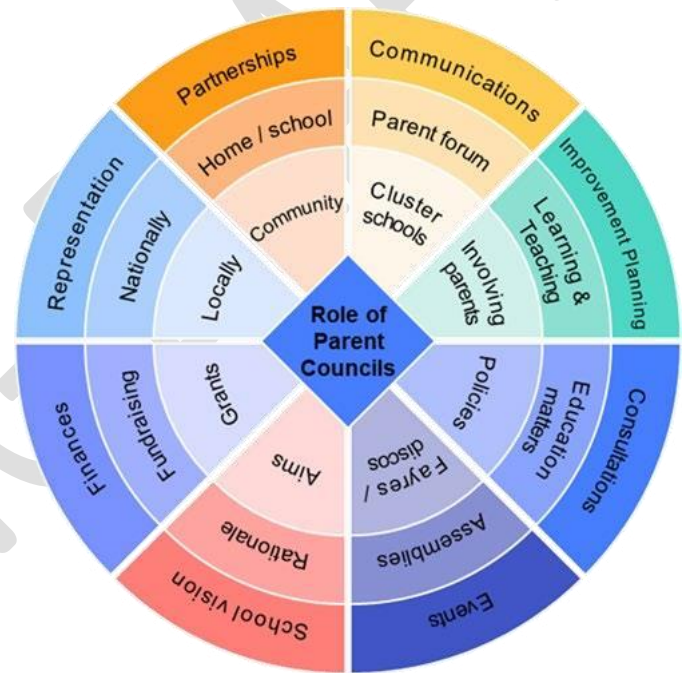 Partnerships
Home / school
Community
Communications
Parent forum
Cluster
schools
Improvement Planning
Learning &
Teaching
Involving
parents
Consultations
Education
matters
Policies
Events
Assemblies
Fayres /
discos
School vision
Rationale
Aims
Finances
Fundraising
Grants
Representation
Nationally
Locally
Role of
Parent
Councils